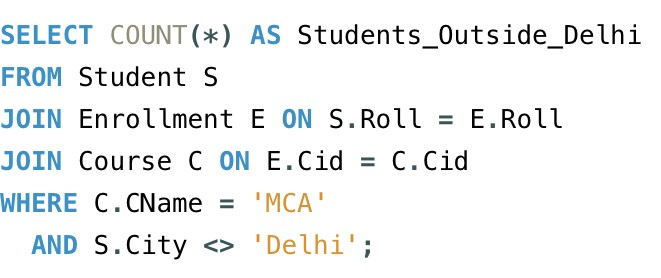 SELECT COUNT(*) AS Students_Outside_Delhi
FROM Student S
JOIN Enrollment E ON S.Roll = E.Roll
JOIN Course C ON E.Cid = C.Cid
WHERE C.CName = 'MCA'
  AND S.City <> 'Delhi';